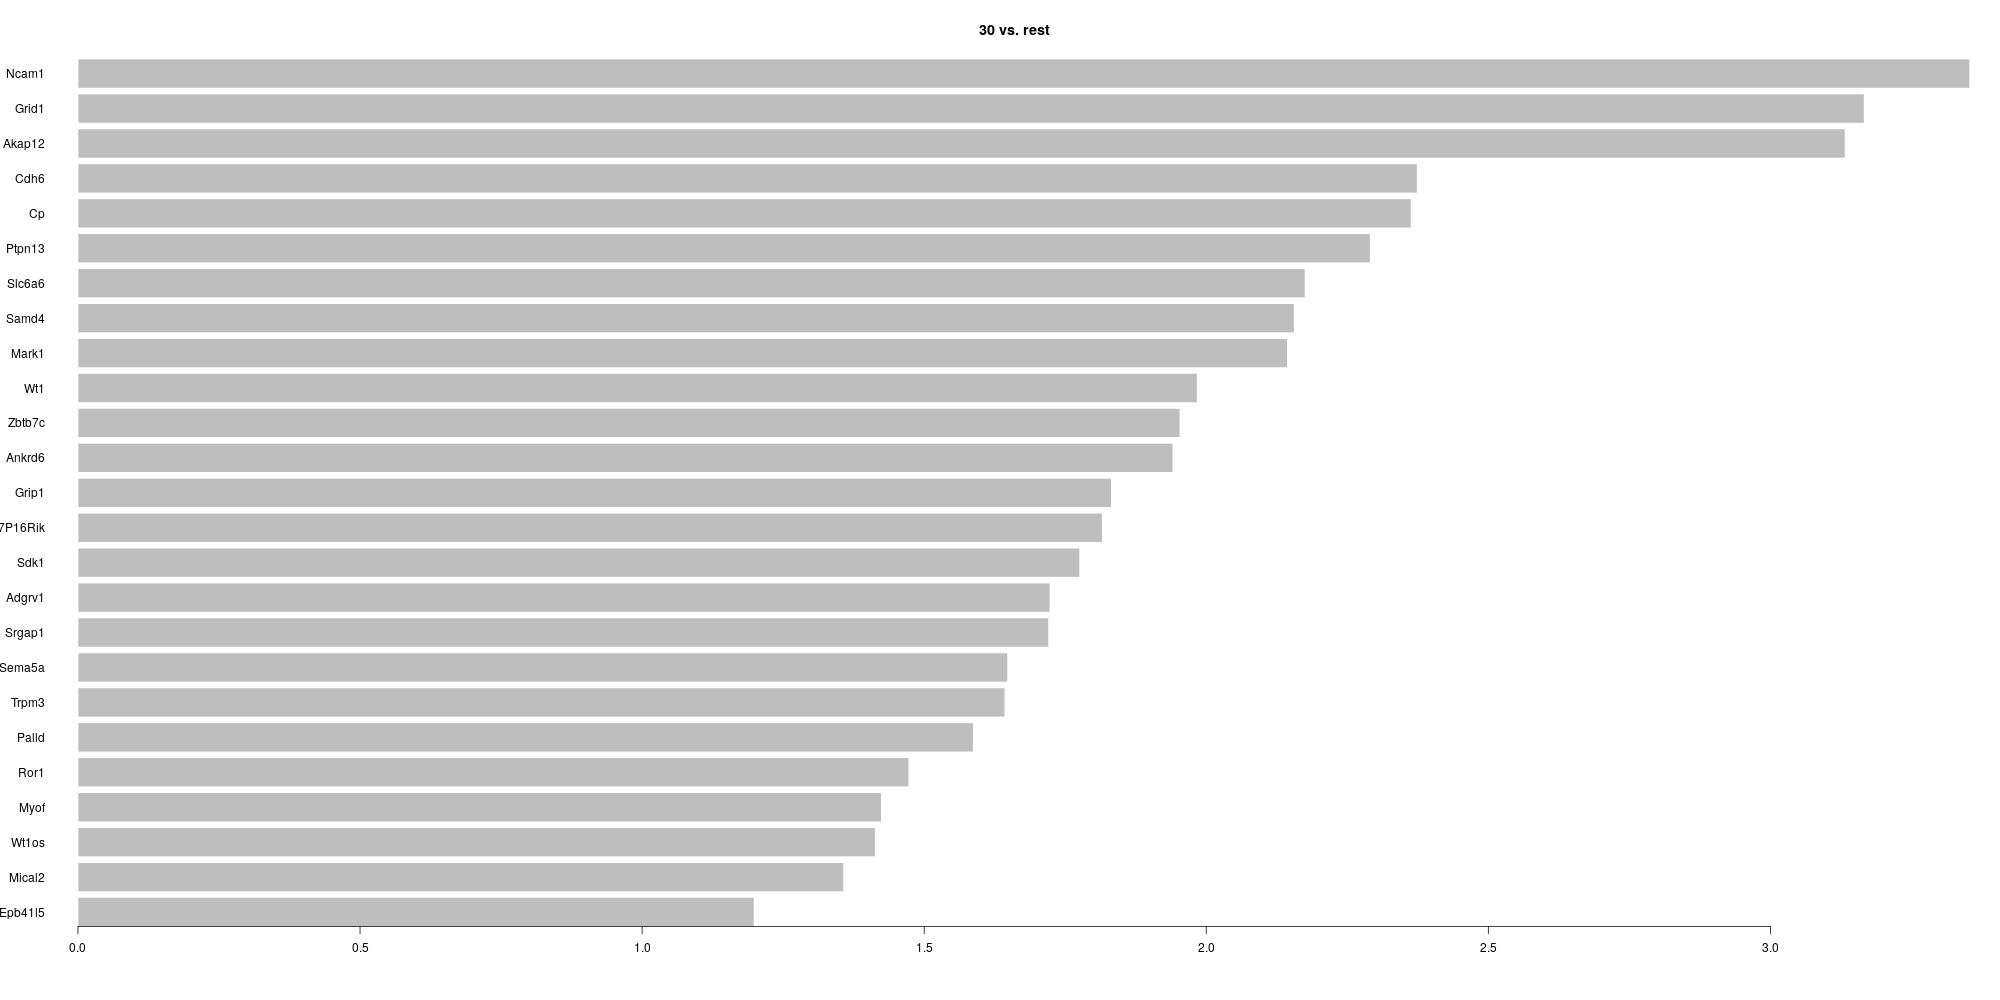 30 vs. rest
Ncam1
Grid1
Akap12
Cdh6
Cp
Ptpn13
Slc6a6
Samd4
Mark1
Wt1
Zbtb7c
Ankrd6
Grip1
7P16Rik
Sdk1
Adgrv1
Srgap1
Sema5a
Trpm3
Palld
Ror1
Myof
Wt1os
Mical2
Epb41l5
0.0 0.5 1.0 1.5 2.0 2.5 3.0